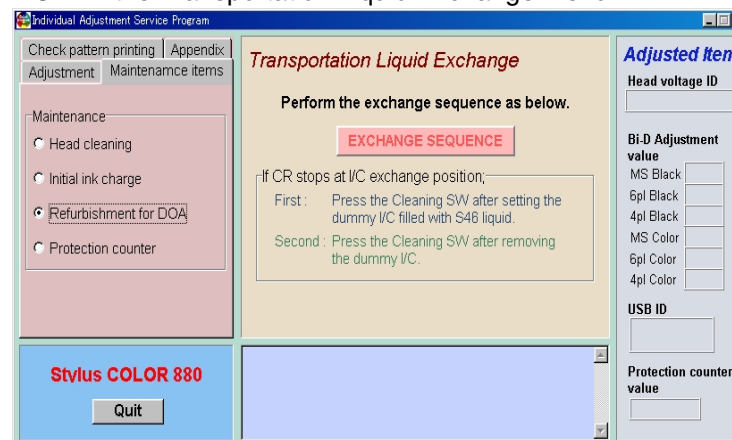 Individual Adjustment Service Program
Check pattern printing Appendix
Adjustment Maintenamce items
Maintenance
Head cleaning
Initial ink charge
Refurbishment for DOA
Protection counter
Stylus COLOR 880
Quit
Transportation Liquid Exchange
Perform the exchange sequence as below.
EXCHANGE SEQUENCE
If CR stops at I/C exchange position;
First : Press the Cleaning SW after setting the
dummy I/C filled with S46 liquid.
Second : Press the Cleaning SW after removing
the dummy I/C.
Adjusted Item
Head voltage ID
Bi-D Adjustment
value
MS Black
6pl Black
4pl Black
MS Color
6pl Color
4pl Color
USB ID
Protection counter
value